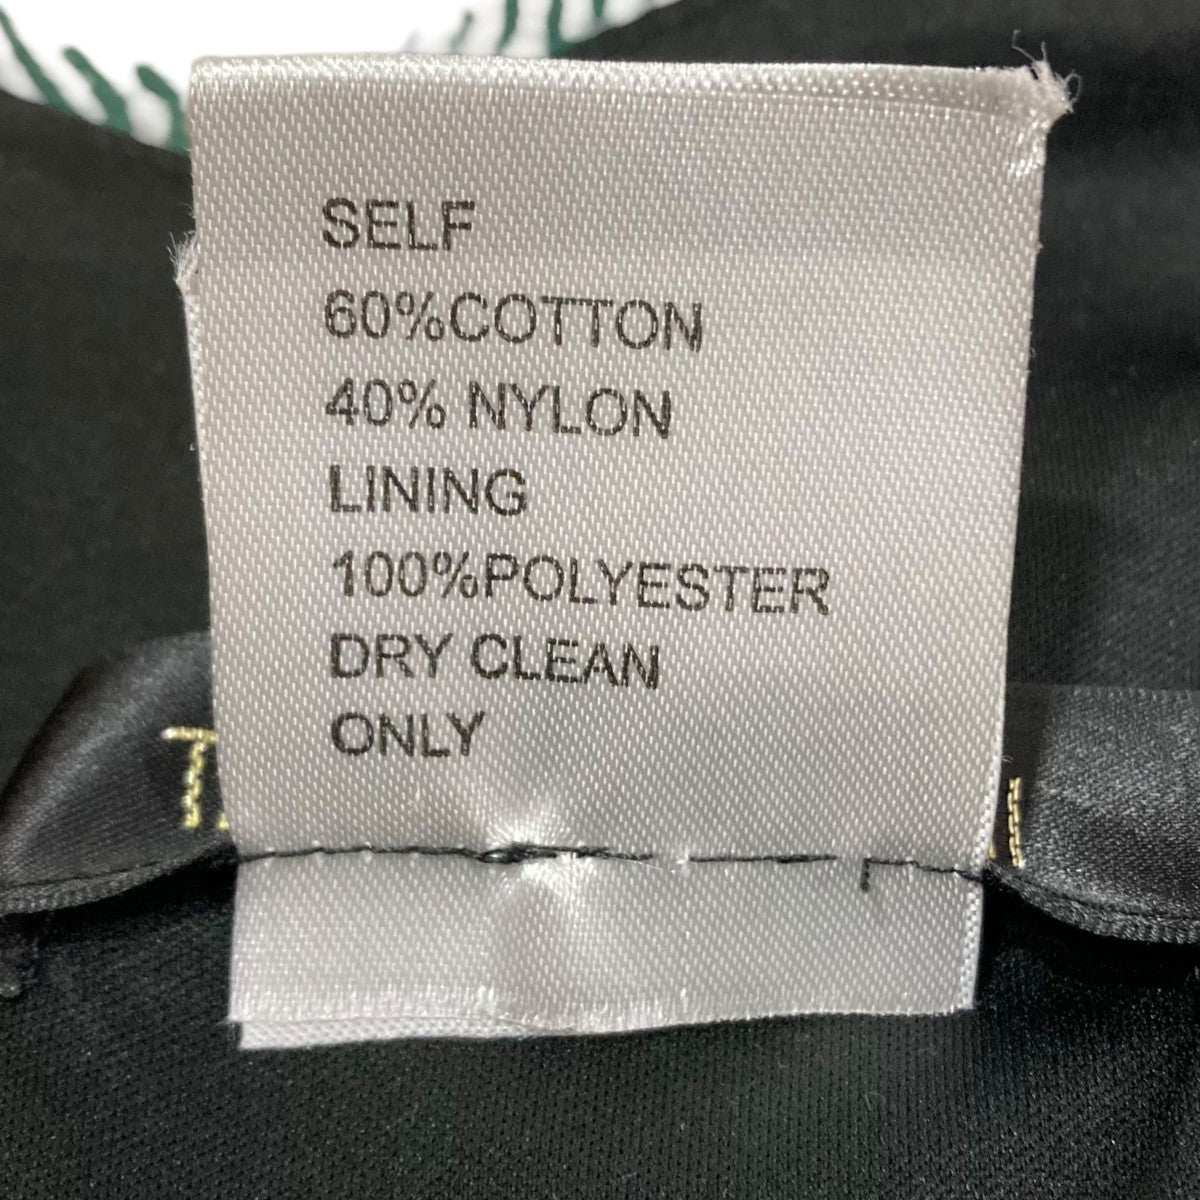 SELF
60%COTTON
40% NYLON
LINING
100%POLYESTER
DRY CLEAN
ONLY